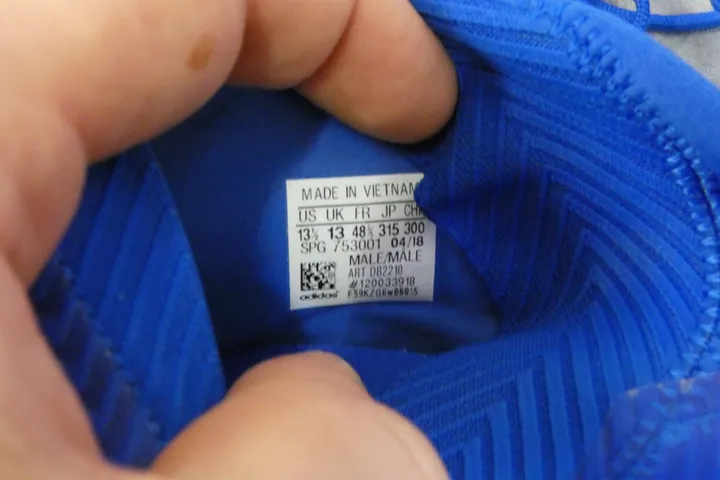 MADE IN VIETNAM
US UK FR JP CHN
13½ 13 48⅔ 315 300
SPG 753001 04/18
MALE/MALE
ART DB2210
#120033918
adidas